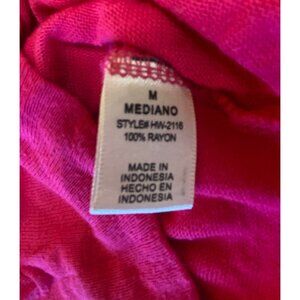 M
MEDIANO
STYLE# HW-2116
100% RAYON
MADE IN
INDONESIA
HECHO EN
INDONESIA